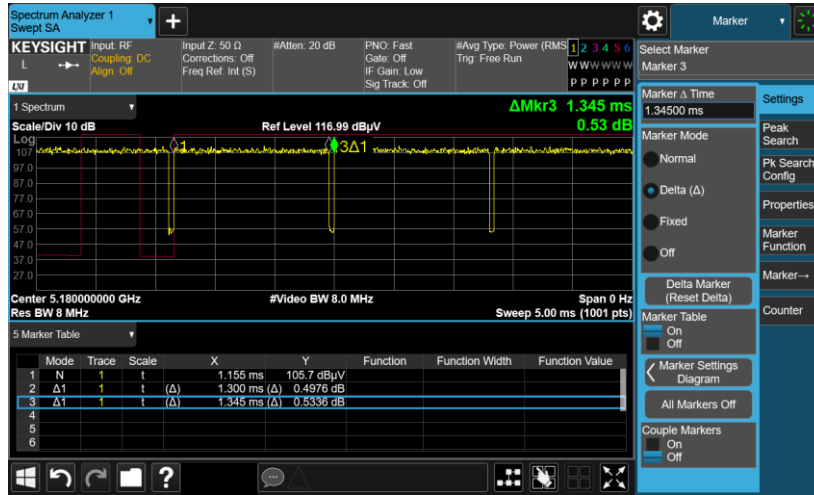 Spectrum Analyzer 1
Swept SA
Marker
KEYSIGHT
L
LXI
Input: RF
Coupling: DC
Align: Off
Input Z: 50 Ω
Corrections: Off
Freq Ref: Int (S)
#Atten: 20 dB
PNO: Fast
Gate: Off
IF Gain: Low
Sig Track: Off
#Avg Type: Power (RMS
Trig: Free Run
1 2 3 4 5 6
W W W W W W
P P P P P P
Select Marker
Marker 3
1 Spectrum
ΔMkr3 1.345 ms
0.53 dB
Scale/Div 10 dB
Ref Level 116.99 dBµV
Log
107
97.0
87.0
77.0
67.0
57.0
47.0
37.0
27.0
1
3Δ1
Center 5.180000000 GHz
#Video BW 8.0 MHz
Span 0 Hz
Res BW 8 MHz
Sweep 5.00 ms (1001 pts)
5 Marker Table
Mode Trace Scale X Y Function Function Width Function Value
1 N 1 t 1.155 ms 105.7 dBµV
2 Δ1 1 t (Δ) 1.300 ms (Δ) 0.4976 dB
3 Δ1 1 t (Δ) 1.345 ms (Δ) 0.5336 dB
4
5
6
?
Marker Δ Time
1.34500 ms
Marker Mode
Normal
Delta (Δ)
Fixed
Off
Delta Marker
(Reset Delta)
Marker Table
On
Off
Marker Settings
Diagram
All Markers Off
Couple Markers
On
Off
Settings
Peak
Search
Pk Search
Config
Properties
Marker
Function
Marker→
Counter